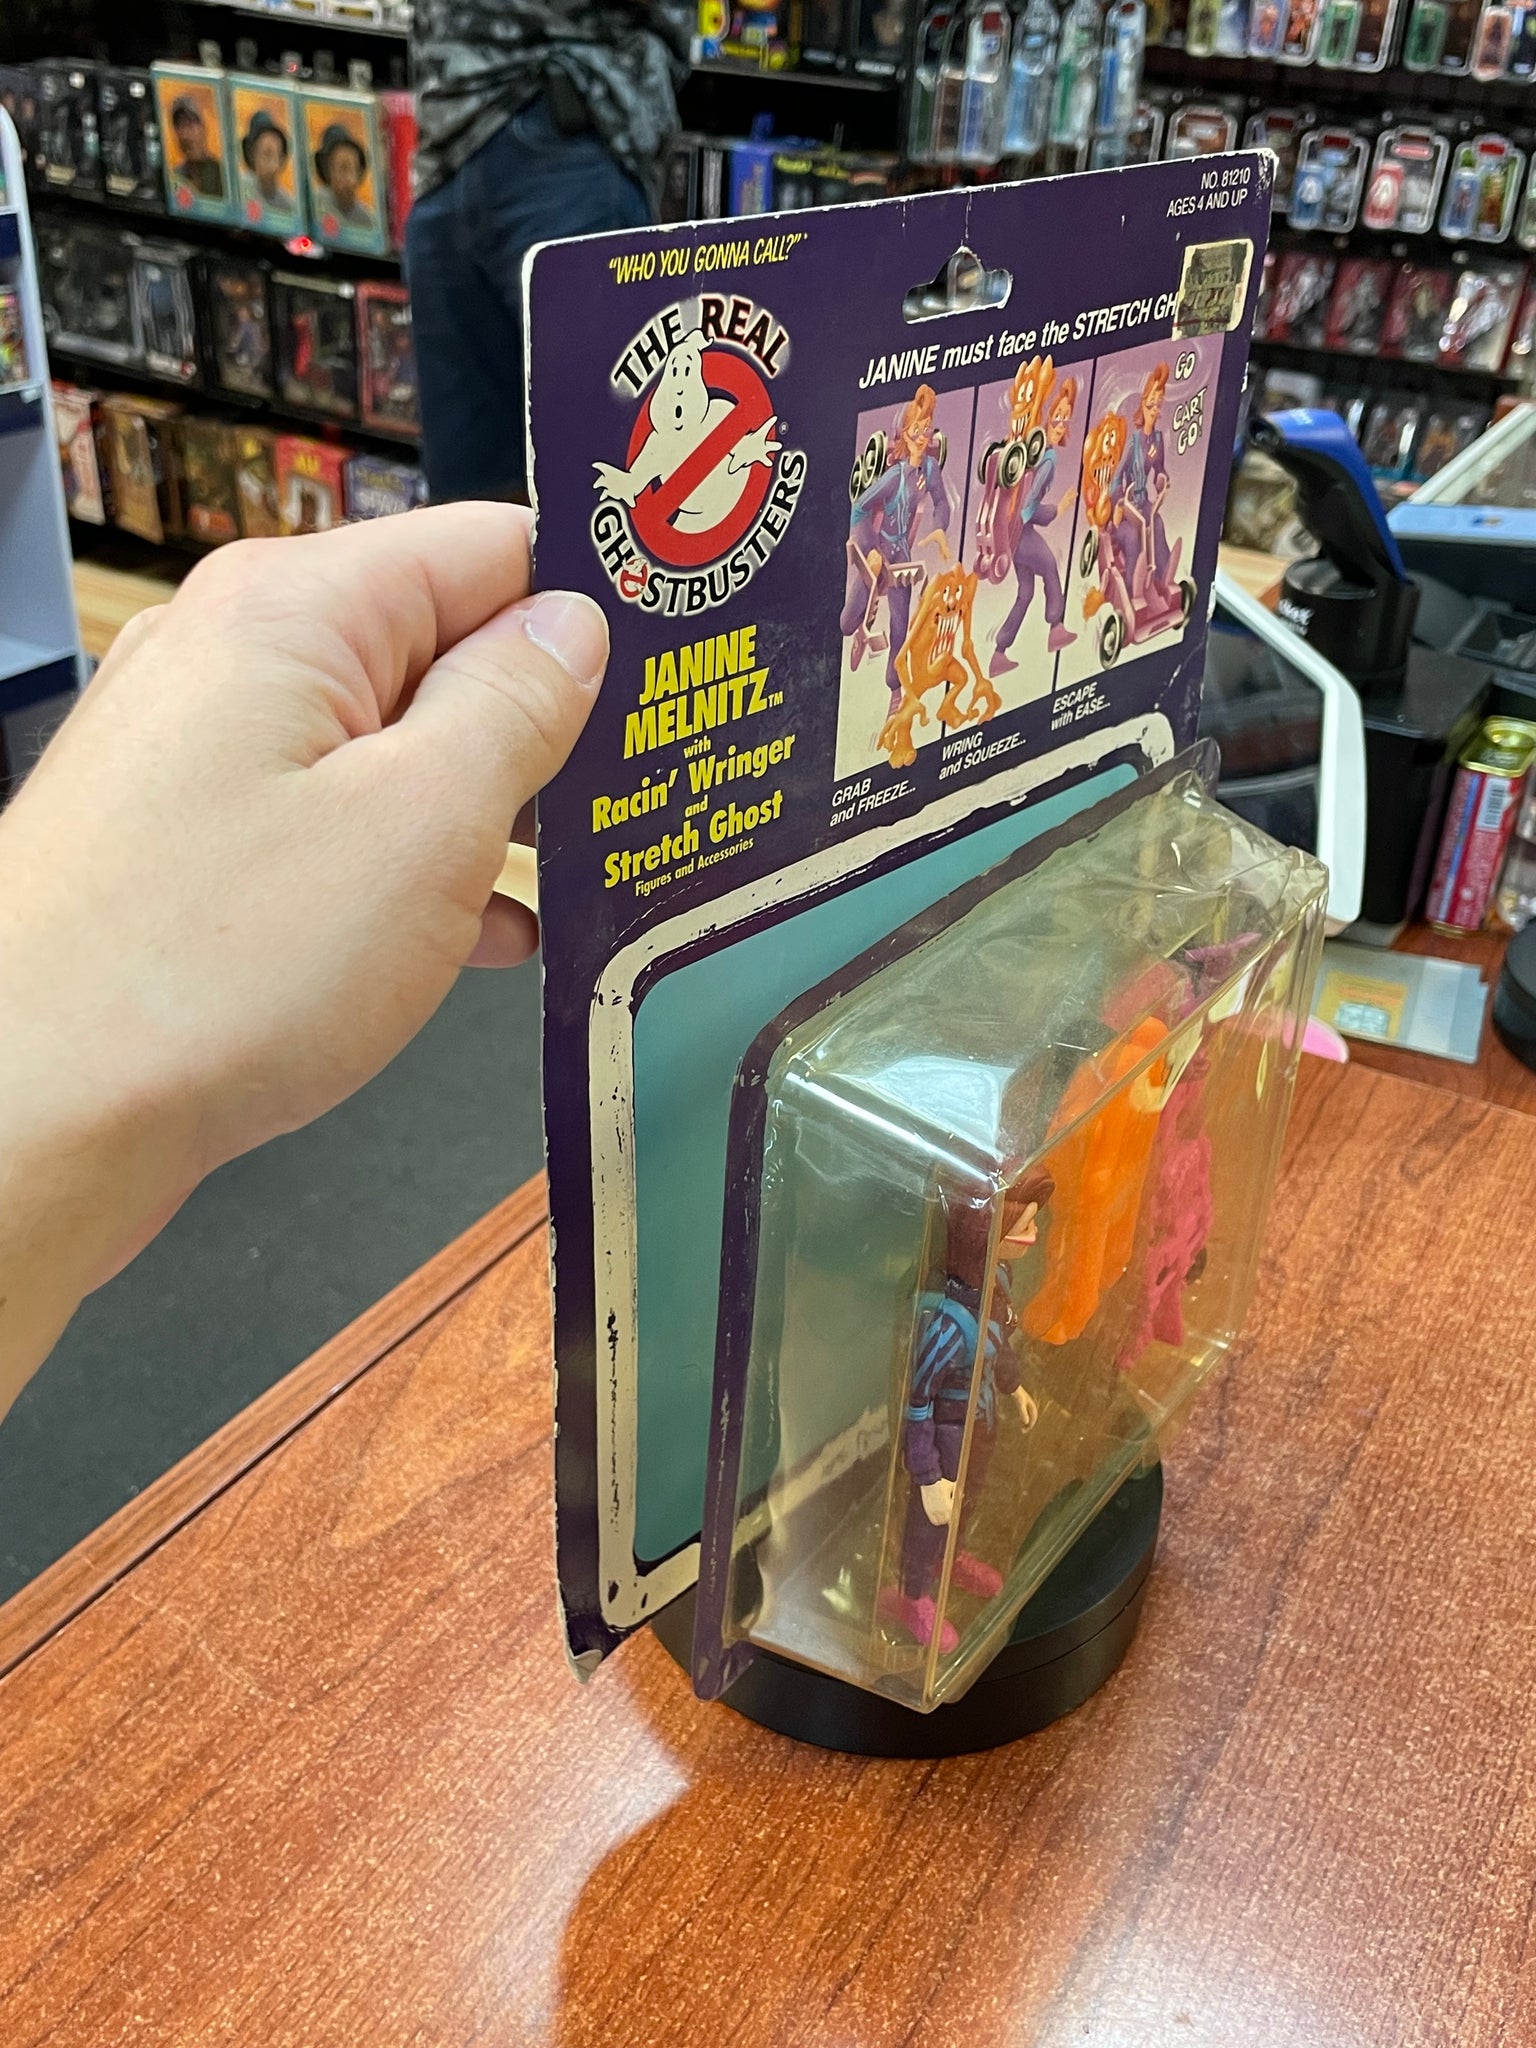 NO. 81210
AGES 4 AND UP
"WHO YOU GONNA CALL?"
THE REAL
GHOSTBUSTERS
JANINE must face the STRETCH GH
GO
CART
GO!
JANINE
MELNITZ™
with
Racin' Wringer
and
Stretch Ghost
Figures and Accessories
GRAB
and FREEZE...
WRING
and SQUEEZE...
ESCAPE
with EASE...